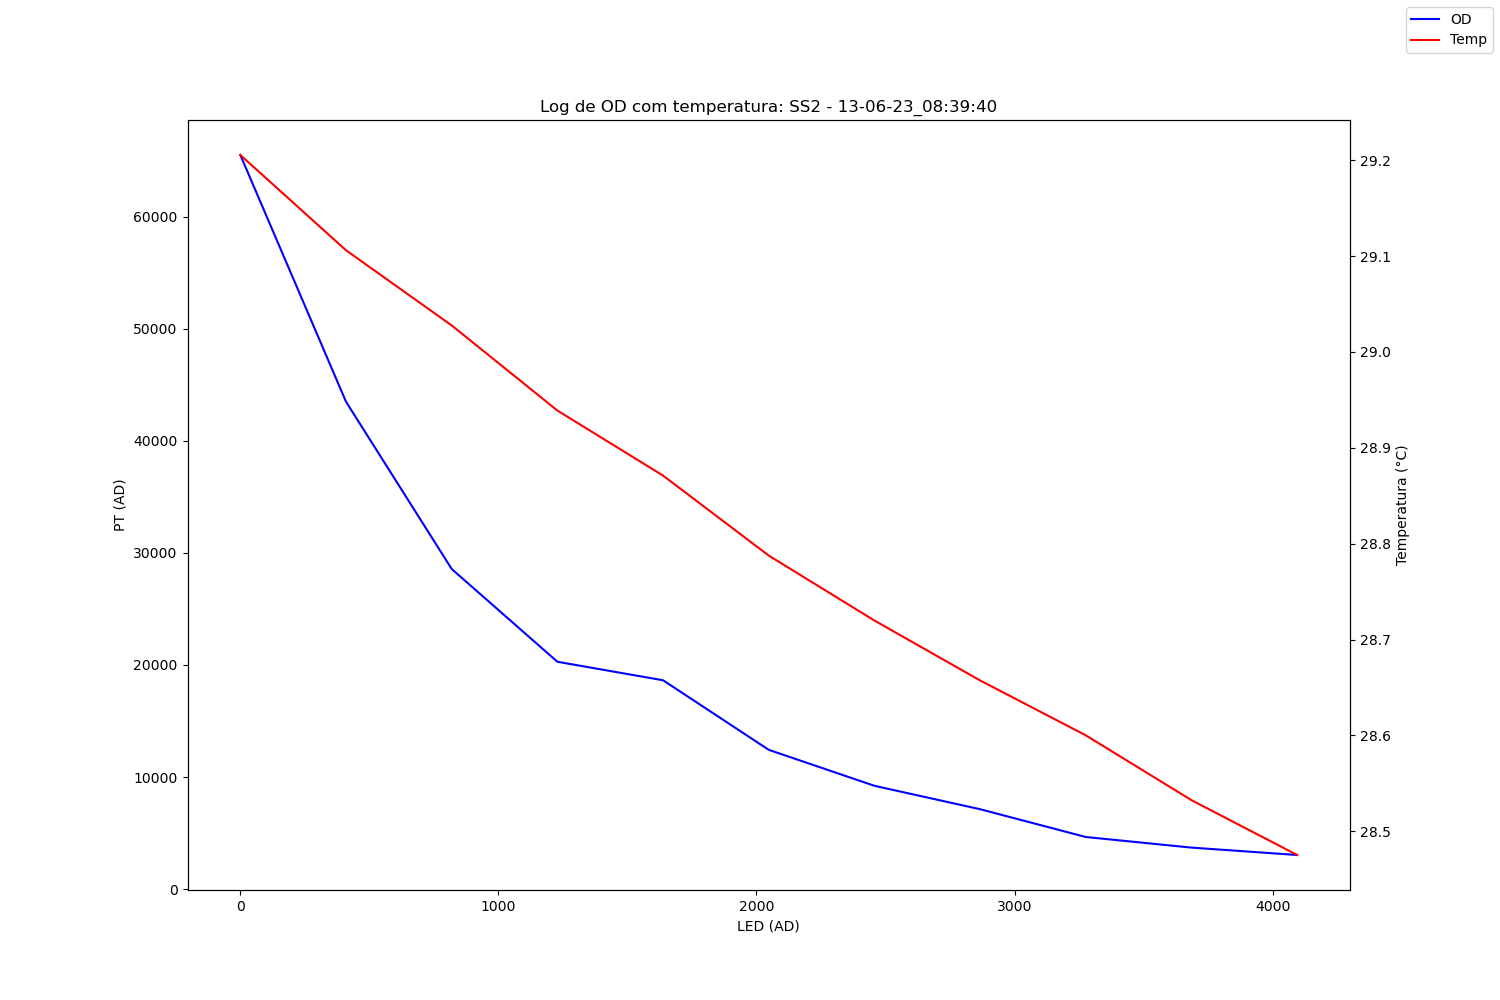 OD
Temp
Log de OD com temperatura: SS2 - 13-06-23_08:39:40
60000
50000
40000
30000
20000
10000
0
PT (AD)
29.2
29.1
29.0
28.9
28.8
28.7
28.6
28.5
Temperatura (°C)
0 1000 2000 3000 4000
LED (AD)